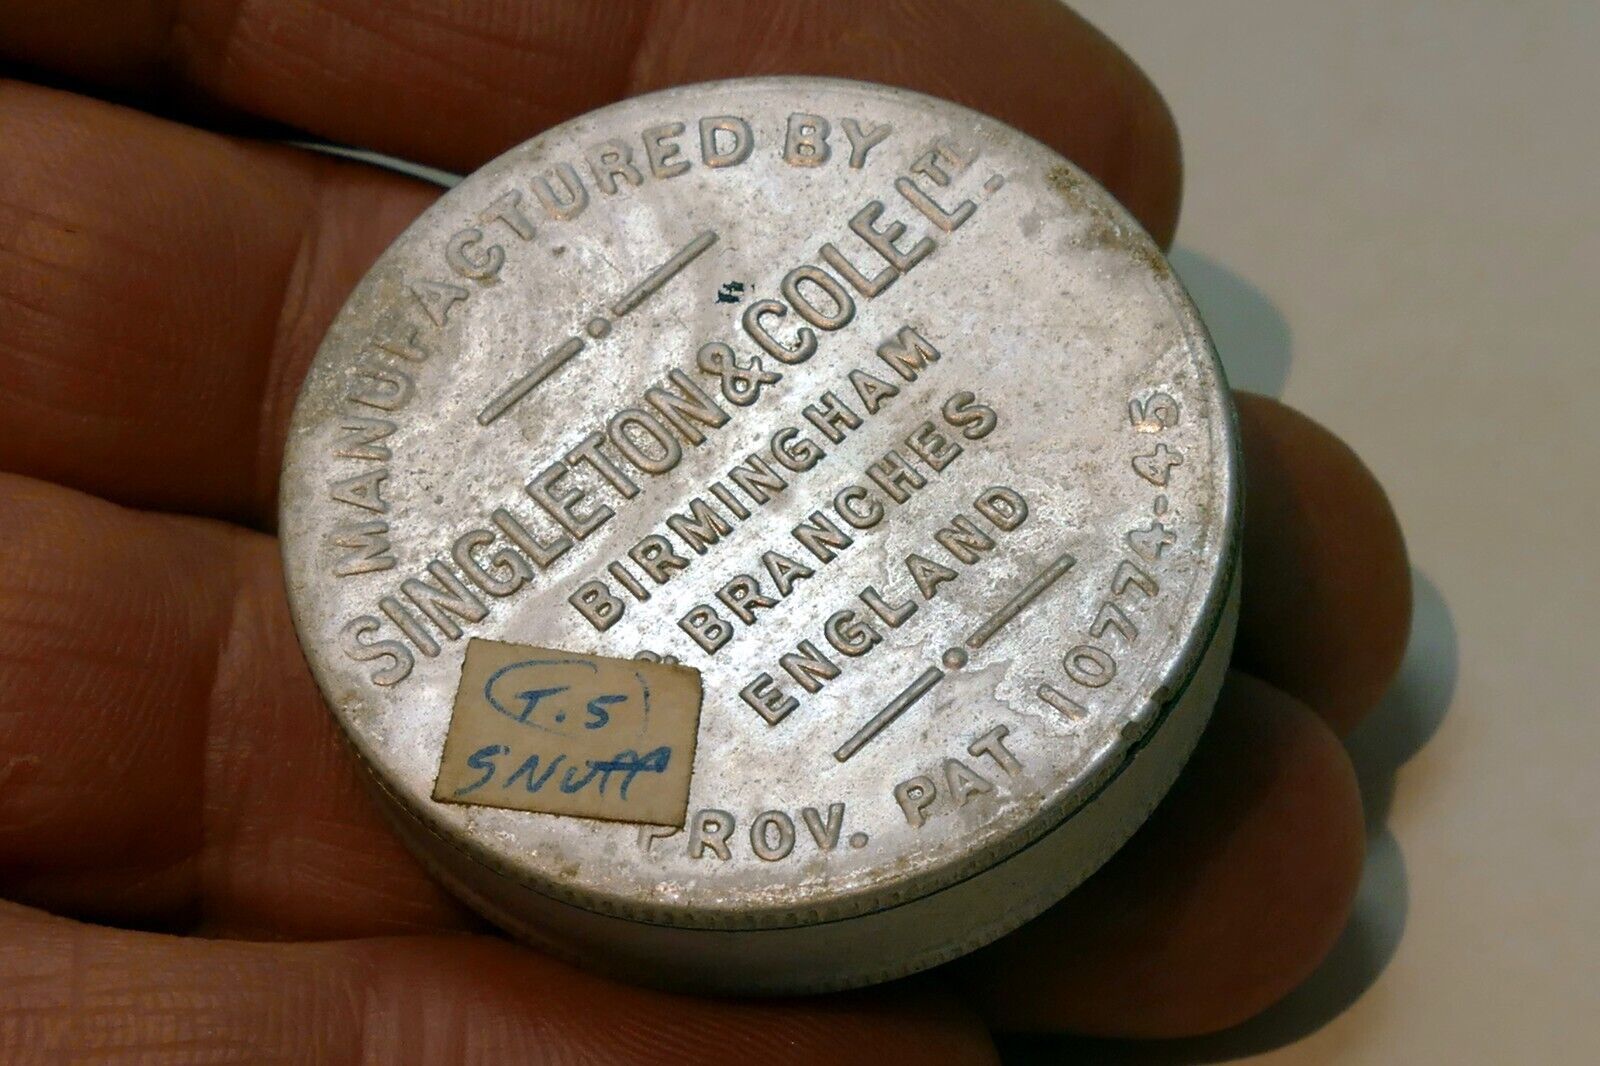 MANUFACTURED BY
SINGLETON & COLE LTD.
BIRMINGHAM
& BRANCHES
ENGLAND
PROV. PAT 10774-45
T.5
SNUFF